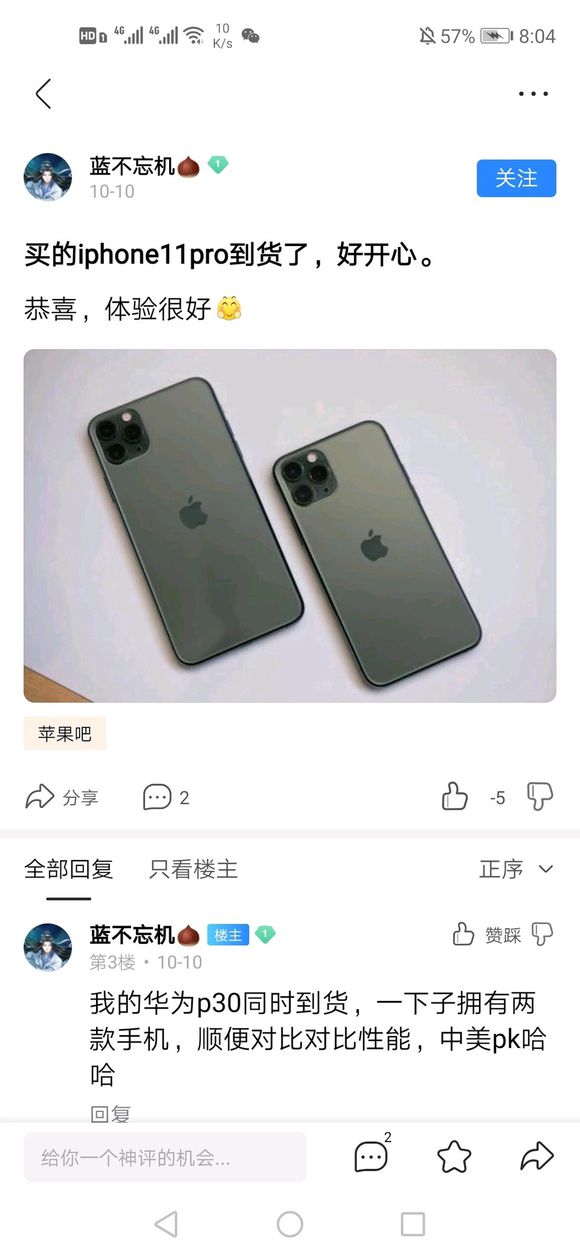 HD 1 4G 4G 10 K/s 57% 8:04
蓝不忘机🌰 1
10-10
关注
买的iphone11pro到货了，好开心。
恭喜，体验很好🤗
苹果吧
分享 2 -5
全部回复 只看楼主 正序
蓝不忘机🌰 楼主 1 赞踩
第3楼 • 10-10
我的华为p30同时到货，一下子拥有两
款手机，顺便对比对比性能，中美pk哈
哈
回复
给你一个神评的机会... 2